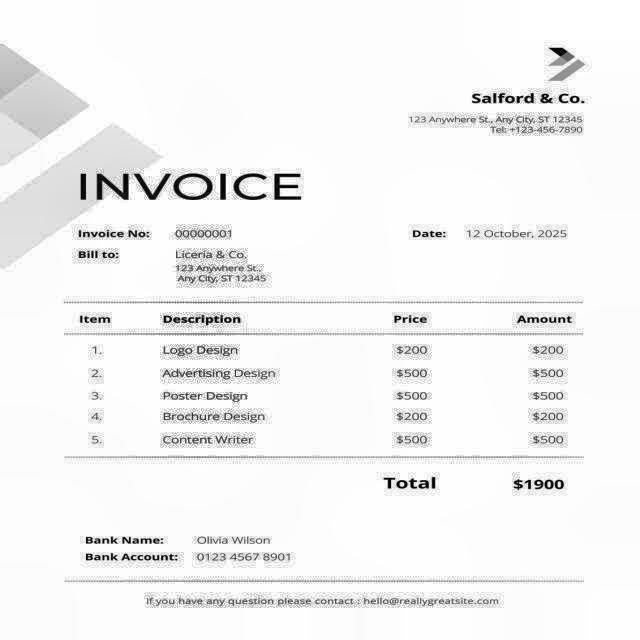 Salford & Co.
123 Anywhere St., Any City, ST 12345
Tel: +123-456-7890
INVOICE
Invoice No: 00000001 Date: 12 October, 2025
Bill to: Liceria & Co.
123 Anywhere St.,
Any City, ST 12345
Item Description Price Amount
1. Logo Design $200 $200
2. Advertising Design $500 $500
3. Poster Design $500 $500
4. Brochure Design $200 $200
5. Content Writer $500 $500
Total $1900
Bank Name: Olivia Wilson
Bank Account: 0123 4567 8901
If you have any question please contact : hello@reallygreatsite.com